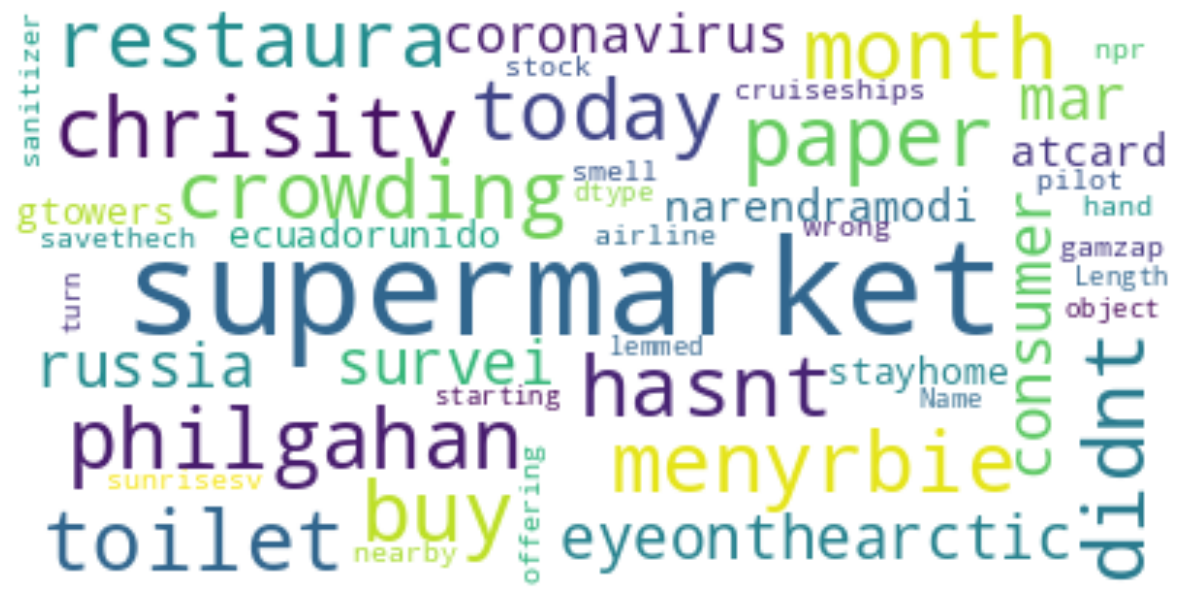 sanitizer
restaura
coronavirus
month
npr
stock
chrisitv
today
cruiseships
mar
paper
atcard
crowding
smell
dtype
pilot
gtowers
narendramodi
hand
savethech
ecuadorunido
airline
wrong
consumer
gamzap
supermarket
Length
turn
object
russia
survei
lemmed
hasnt
stayhome
didnt
starting
Name
philgahan
menyrbie
sunrisesv
buy
offering
toilet
nearby
eyeonthearctic